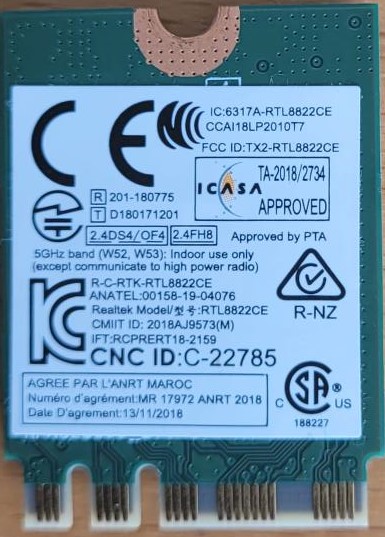 CE
IC:6317A-RTL8822CE
CCAI18LP2010T7
FCC ID:TX2-RTL8822CE
R 201-180775
T D180171201
ICASA
TA-2018/2734
APPROVED
2.4DS4/OF4 2.4FH8
Approved by PTA
5GHz band (W52, W53): Indoor use only
(except communicate to high power radio)
R-NZ
R-C-RTK-RTL8822CE
ANATEL:00158-19-04076
Realtek Model/型号:RTL8822CE
CMIIT ID: 2018AJ9573(M)
IFT:RCPRERT18-2159
CNC ID:C-22785
AGREE PAR L'ANRT MAROC
Numéro d'agrément:MR 17972 ANRT 2018
Date D'agrément:13/11/2018
C SA US
188227